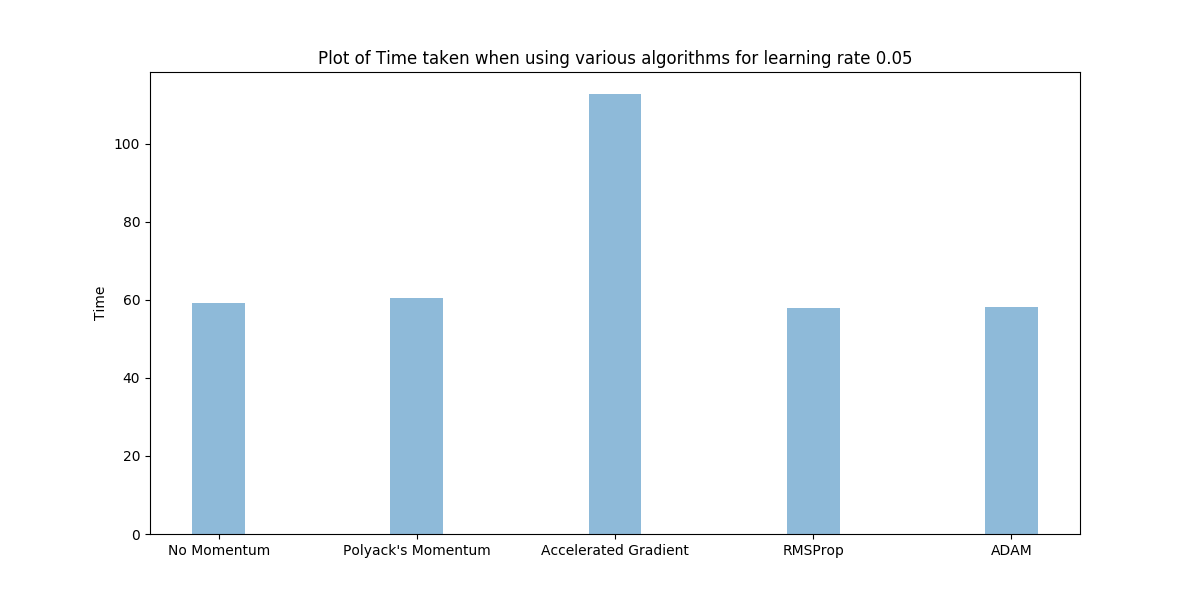 Plot of Time taken when using various algorithms for learning rate 0.05
Time
100
80
60
40
20
0
No Momentum Polyack's Momentum Accelerated Gradient RMSProp ADAM